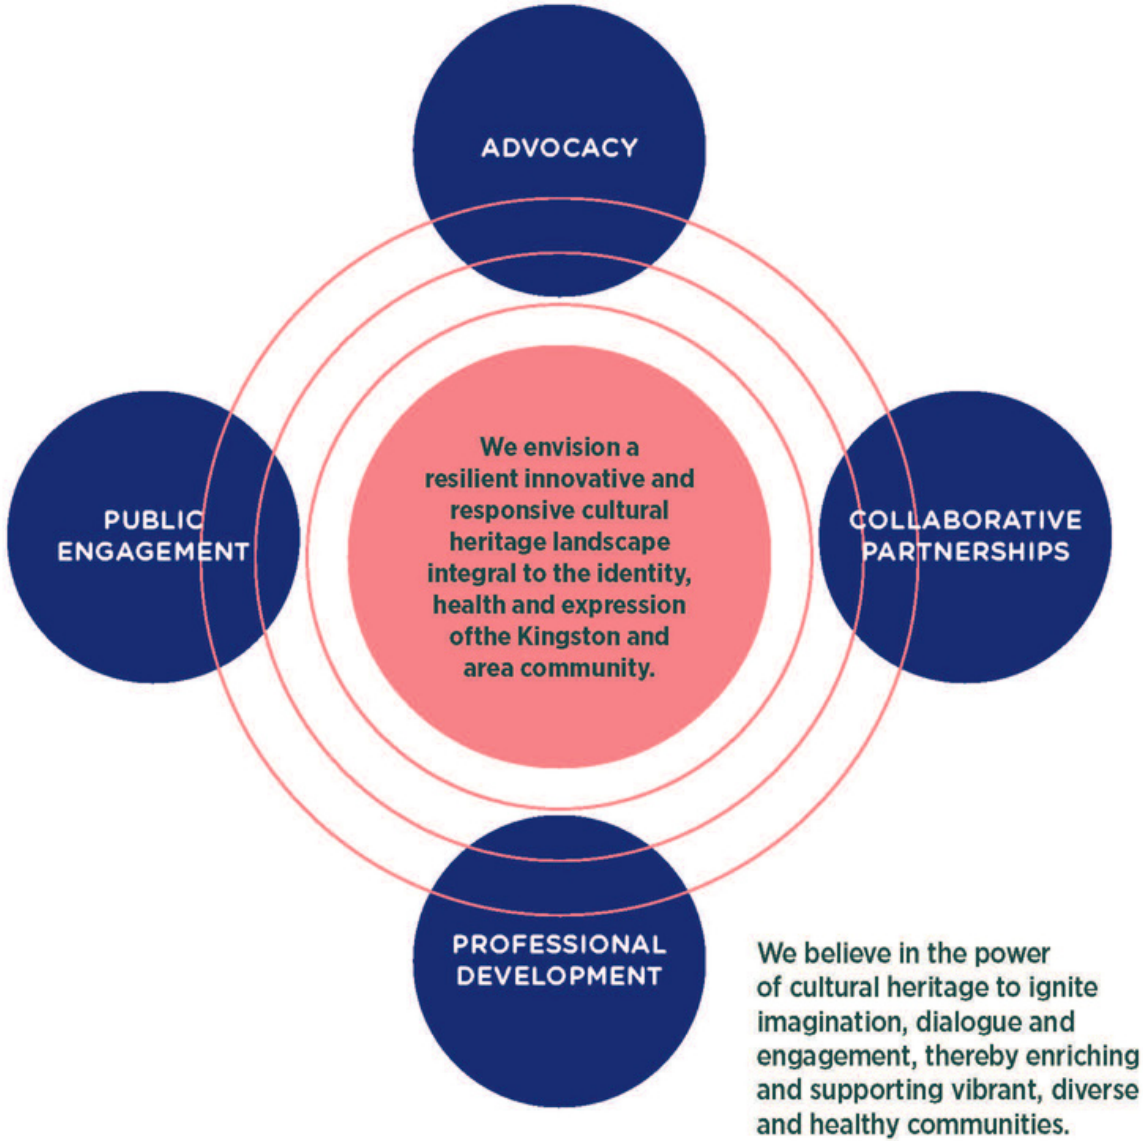 ADVOCACY
PUBLIC
ENGAGEMENT
We envision a
resilient innovative and
responsive cultural
heritage landscape
integral to the identity,
health and expression
ofthe Kingston and
area community.
COLLABORATIVE
PARTNERSHIPS
PROFESSIONAL
DEVELOPMENT
We believe in the power
of cultural heritage to ignite
imagination, dialogue and
engagement, thereby enriching
and supporting vibrant, diverse
and healthy communities.